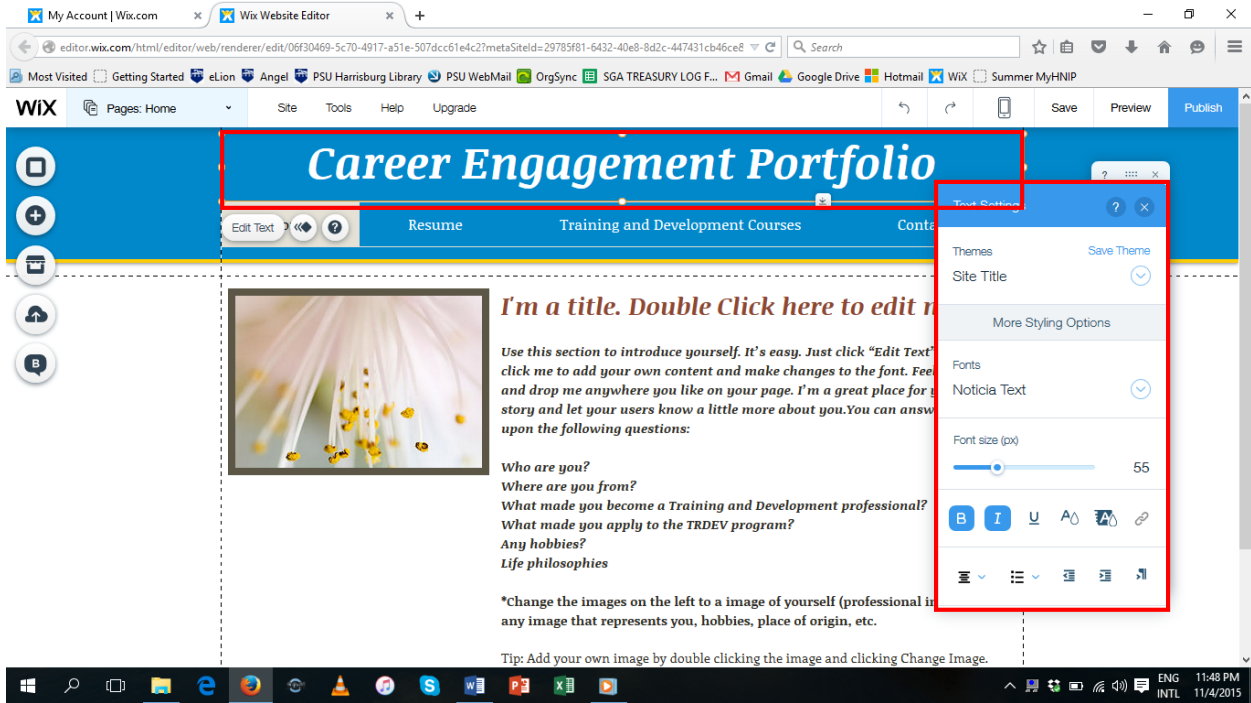 My Account | Wix.com
Wix Website Editor
editor.wix.com/html/editor/web/renderer/edit/06f30469-5c70-4917-a51e-507dcc61e4c2?metaSiteId=29785f81-6432-40e8-8d2c-447431cb46ce8
Search
Most Visited Getting Started eLion Angel PSU Harrisburg Library PSU WebMail OrgSync SGA TREASURY LOG F... Gmail Google Drive Hotmail WiX Summer MyHNIP
WiX Pages: Home Site Tools Help Upgrade Save Preview Publish
Career Engagement Portfolio
Edit Text Resume Training and Development Courses Conta
Text Settings
Themes Save Theme
Site Title
More Styling Options
Fonts
Noticia Text
Font size (px)
55
B I U A A
I'm a title. Double Click here to edit
Use this section to introduce yourself. It's easy. Just click “Edit Text”
click me to add your own content and make changes to the font. Feel
and drop me anywhere you like on your page. I'm a great place for
story and let your users know a little more about you.You can answ
upon the following questions:
Who are you?
Where are you from?
What made you become a Training and Development professional?
What made you apply to the TRDEV program?
Any hobbies?
Life philosophies
*Change the images on the left to a image of yourself (professional
any image that represents you, hobbies, place of origin, etc.
Tip: Add your own image by double clicking the image and clicking Change Image.
ENG 11:48 PM
INTL 11/4/2015